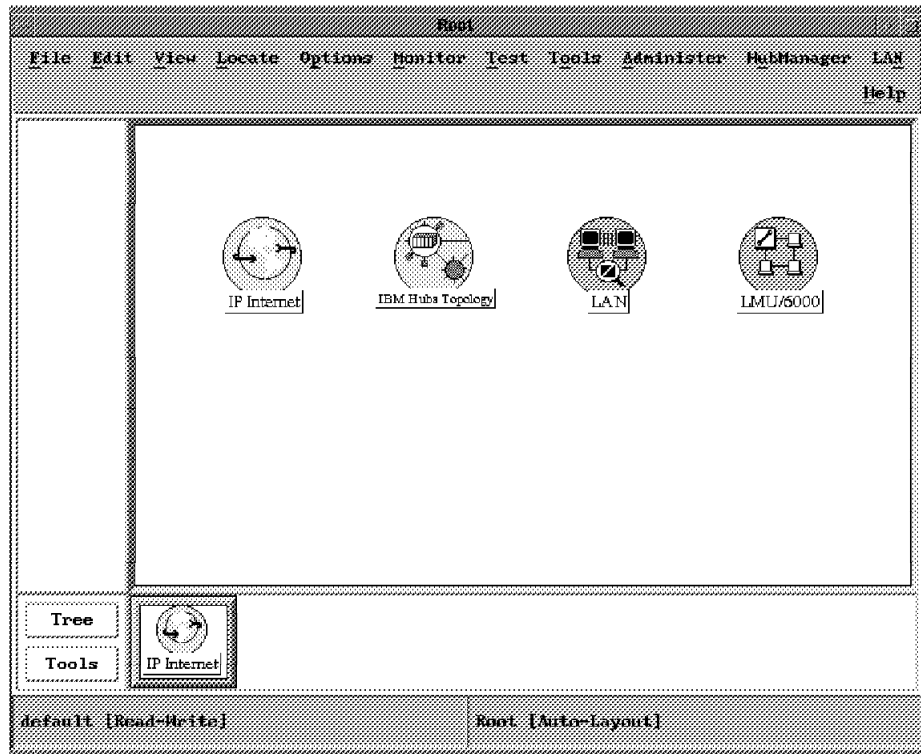 Root
File Edit View Locate Options Monitor Test Tools Administer HubManager LAN
Help
IP Internet IBM Hubs Topology LAN LMU/6000
Tree
Tools
IP Internet
default [Read-Write] Root [Auto-Layout]